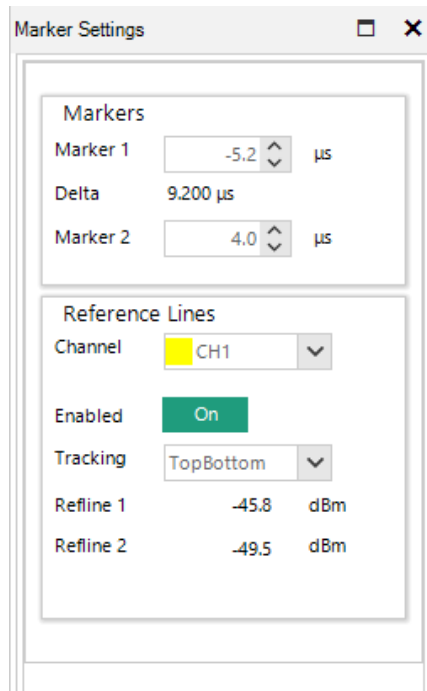 Marker Settings
Markers
Marker 1 -5.2 µs
Delta 9.200 µs
Marker 2 4.0 µs
Reference Lines
Channel CH1
Enabled On
Tracking TopBottom
Refline 1 -45.8 dBm
Refline 2 -49.5 dBm